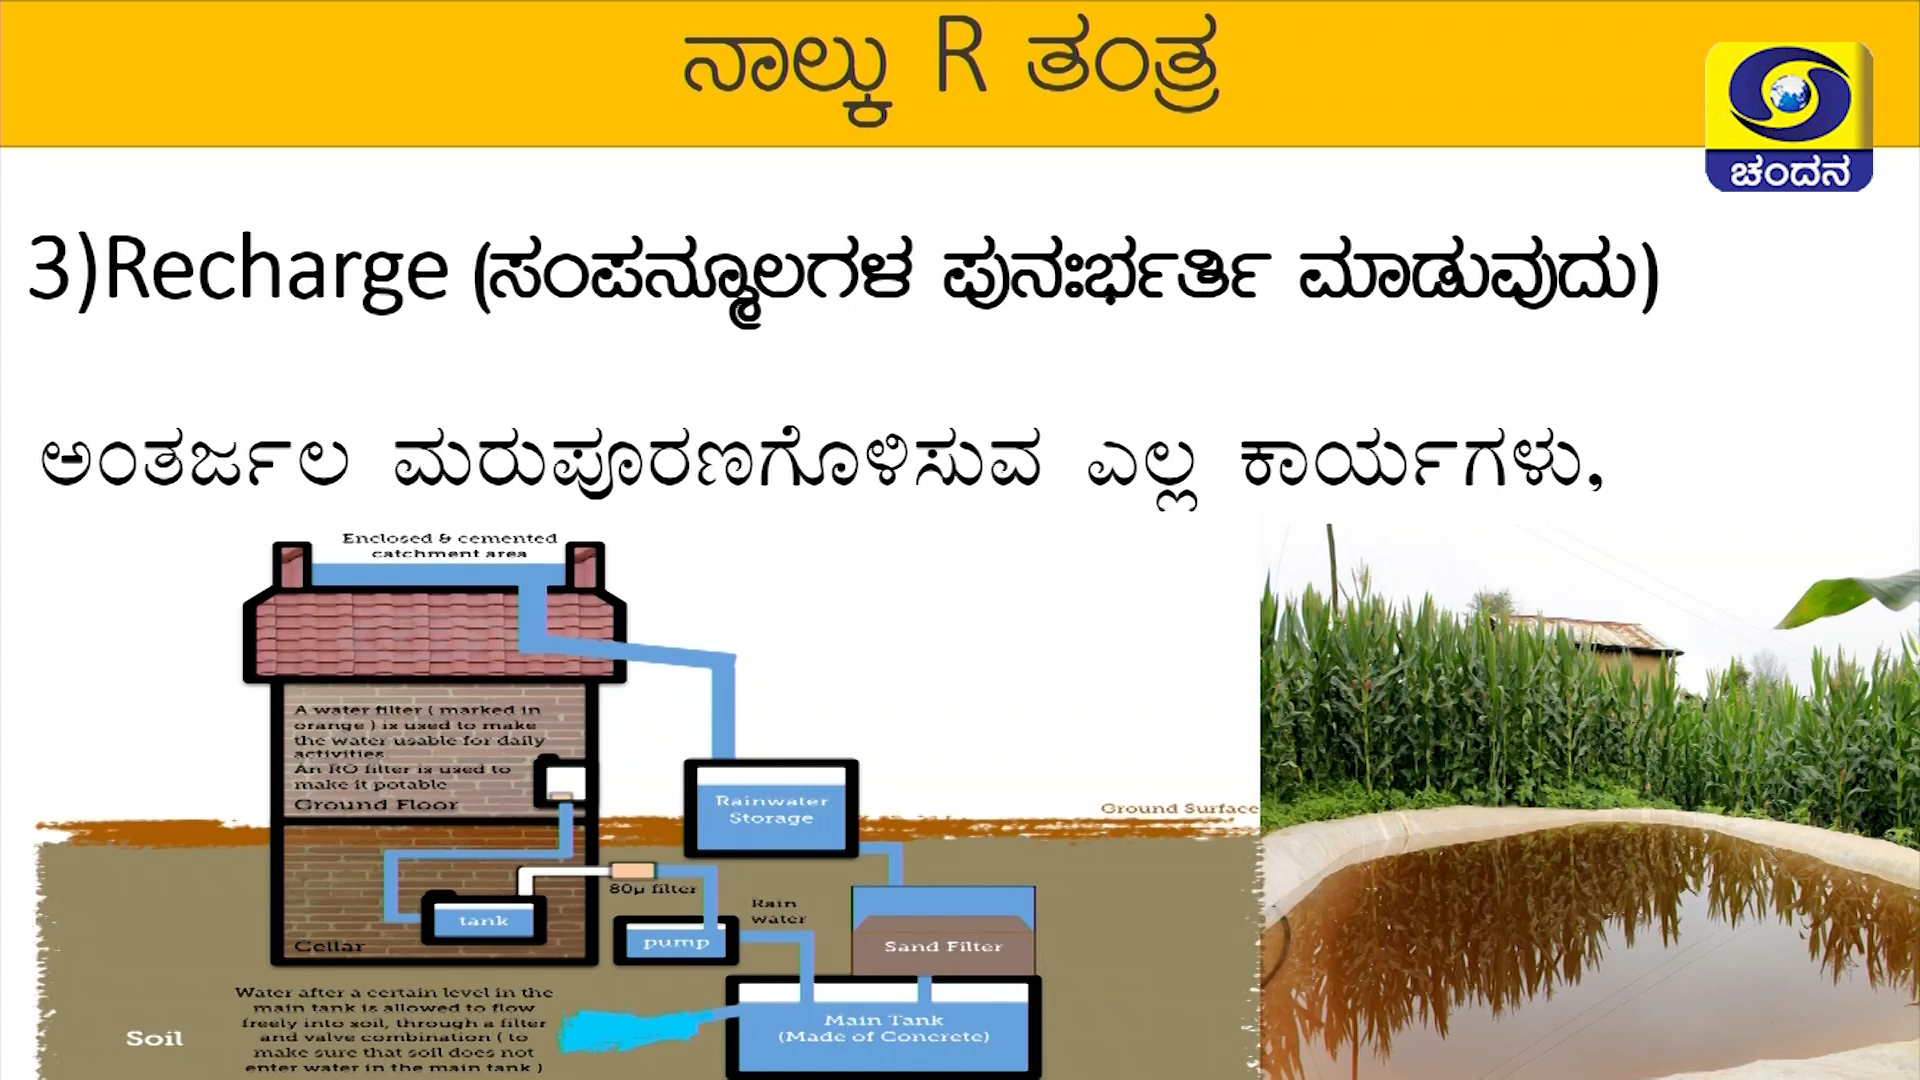 ನಾಲ್ಕು R ತಂತ್ರ
ಚಂದನ
3)Recharge (ಸಂಪನ್ಮೂಲಗಳ ಪುನಃರ್ಭರ್ತಿ ಮಾಡುವುದು)
ಅಂತರ್ಜಲ ಮರುಪೂರಣಗೊಳಿಸುವ ಎಲ್ಲ ಕಾರ್ಯಗಳು,
Enclosed & cemented
catchment area
A water filter ( marked in
orange ) is used to make
the water usable for daily
activities
An RO filter is used to
make it potable
Ground Floor
Rainwater
Storage
Ground Surface
80µ filter
Rain
water
tank
pump
Sand Filter
Cellar
Water after a certain level in the
main tank is allowed to flow
freely into soil, through a filter
and valve combination ( to
make sure that soil does not
enter water in the main tank )
Soil
Main Tank
(Made of Concrete)